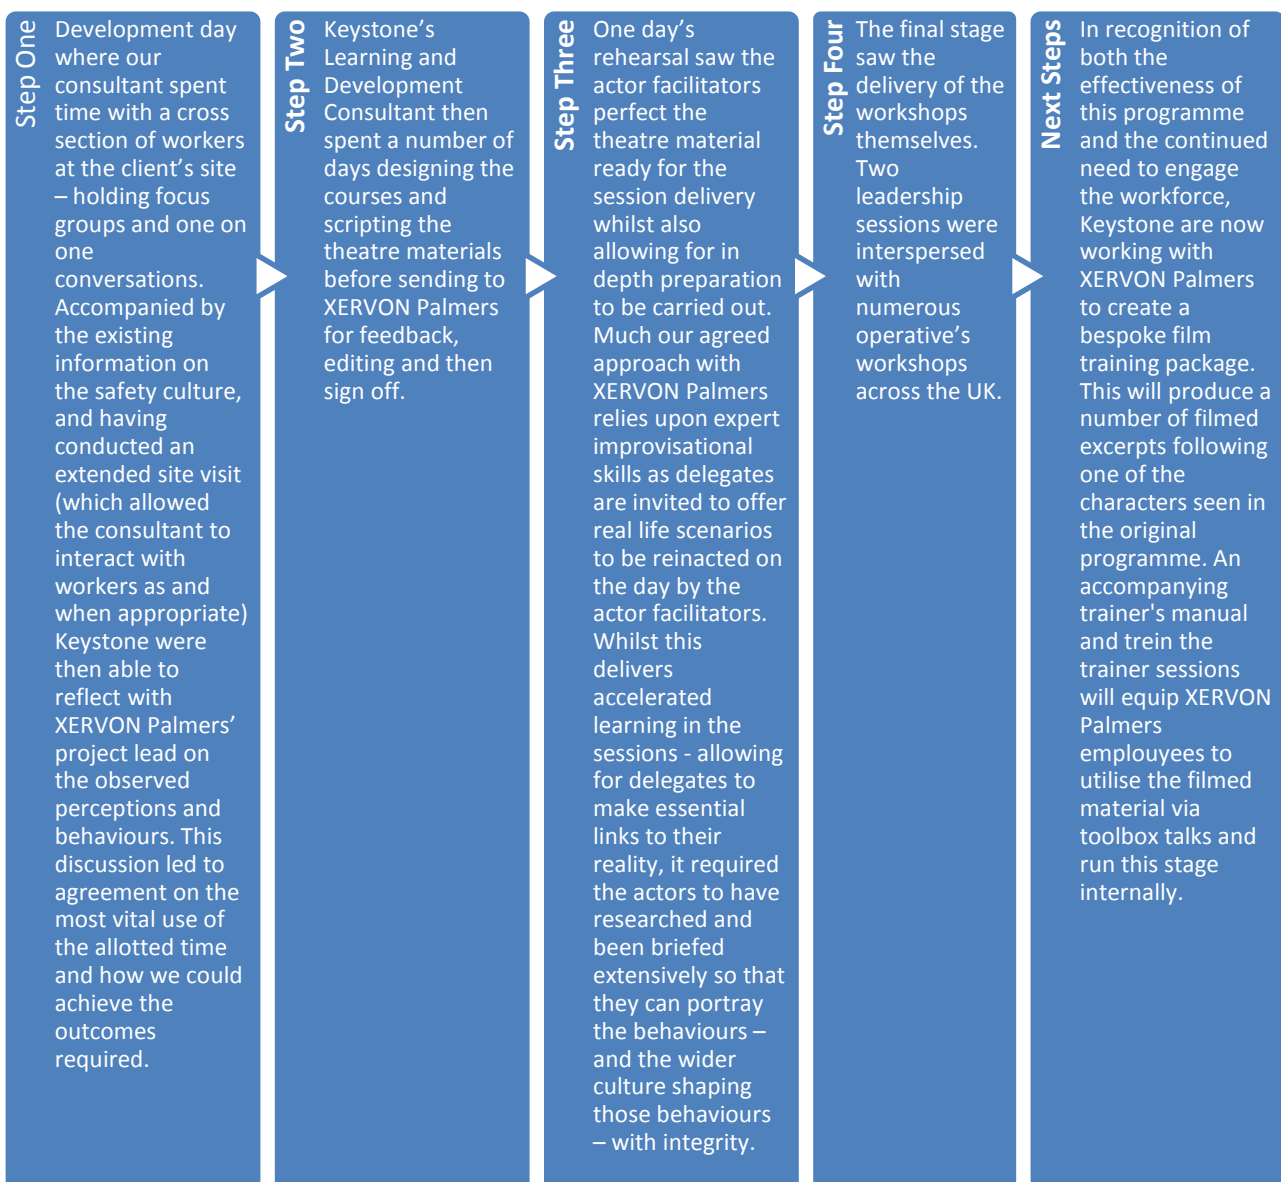 Step One
Development day
where our
consultant spent
time with a cross
section of workers
at the client’s site
– holding focus
groups and one on
one
conversations.
Accompanied by
the existing
information on
the safety culture,
and having
conducted an
extended site visit
(which allowed
the consultant to
interact with
workers as and
when appropriate)
Keystone were
then able to
reflect with
XERVON Palmers’
project lead on
the observed
perceptions and
behaviours. This
discussion led to
agreement on the
most vital use of
the allotted time
and how we could
achieve the
outcomes
required.
Step Two
Keystone’s
Learning and
Development
Consultant then
spent a number of
days designing the
courses and
scripting the
theatre materials
before sending to
XERVON Palmers
for feedback,
editing and then
sign off.
Step Three
One day’s
rehearsal saw the
actor facilitators
perfect the
theatre material
ready for the
session delivery
whilst also
allowing for in
depth preparation
to be carried out.
Much our agreed
approach with
XERVON Palmers
relies upon expert
improvisational
skills as delegates
are invited to offer
real life scenarios
to be reinacted on
the day by the
actor facilitators.
Whilst this
delivers
accelerated
learning in the
sessions - allowing
for delegates to
make essential
links to their
reality, it required
the actors to have
researched and
been briefed
extensively so that
they can portray
the behaviours –
and the wider
culture shaping
those behaviours
– with integrity.
Step Four
The final stage
saw the
delivery of the
workshops
themselves.
Two
leadership
sessions were
interspersed
with
numerous
operative’s
workshops
across the UK.
Next Steps
In recognition of
both the
effectiveness of
this programme
and the continued
need to engage
the workforce,
Keystone are now
working with
XERVON Palmers
to create a
bespoke film
training package.
This will produce a
number of filmed
excerpts following
one of the
characters seen in
the original
programme. An
accompanying
trainer's manual
and trein the
trainer sessions
will equip XERVON
Palmers
emplouyees to
utilise the filmed
material via
toolbox talks and
run this stage
internally.